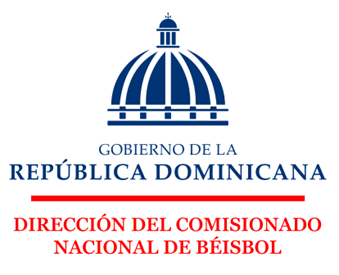 GOBIERNO DE LA
REPÚBLICA DOMINICANA
DIRECCIÓN DEL COMISIONADO
NACIONAL DE BÉISBOL